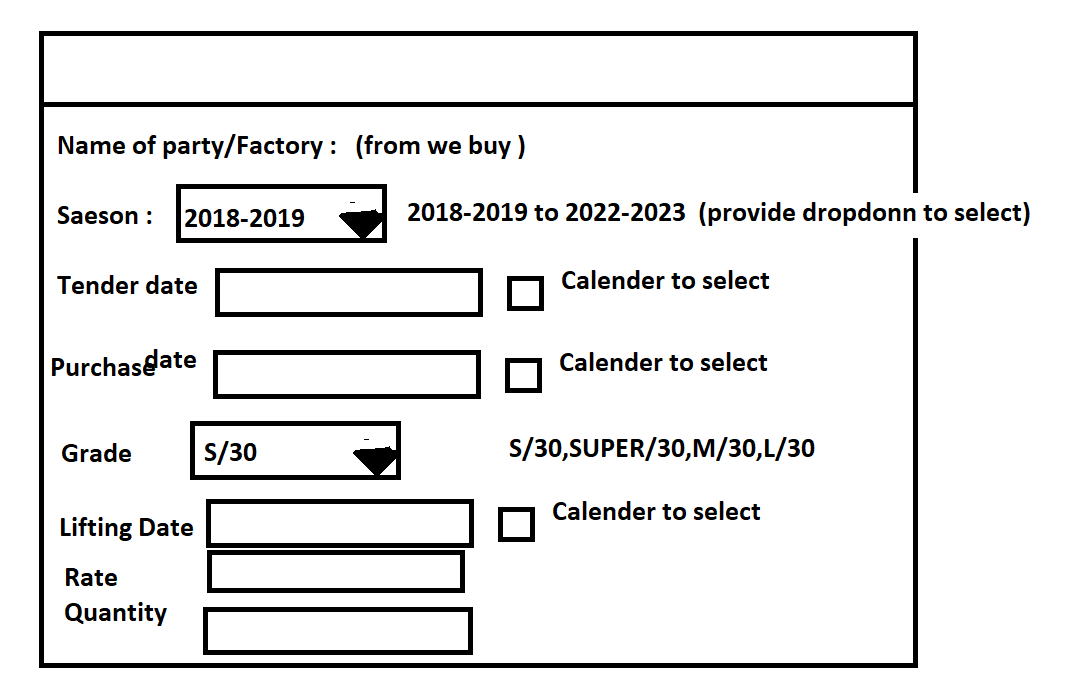 Name of party/Factory : (from we buy )
Saeson : 2018-2019 2018-2019 to 2022-2023 (provide dropdonn to select)
Tender date Calender to select
Purchase date Calender to select
Grade S/30 S/30,SUPER/30,M/30,L/30
Lifting Date Calender to select
Rate
Quantity